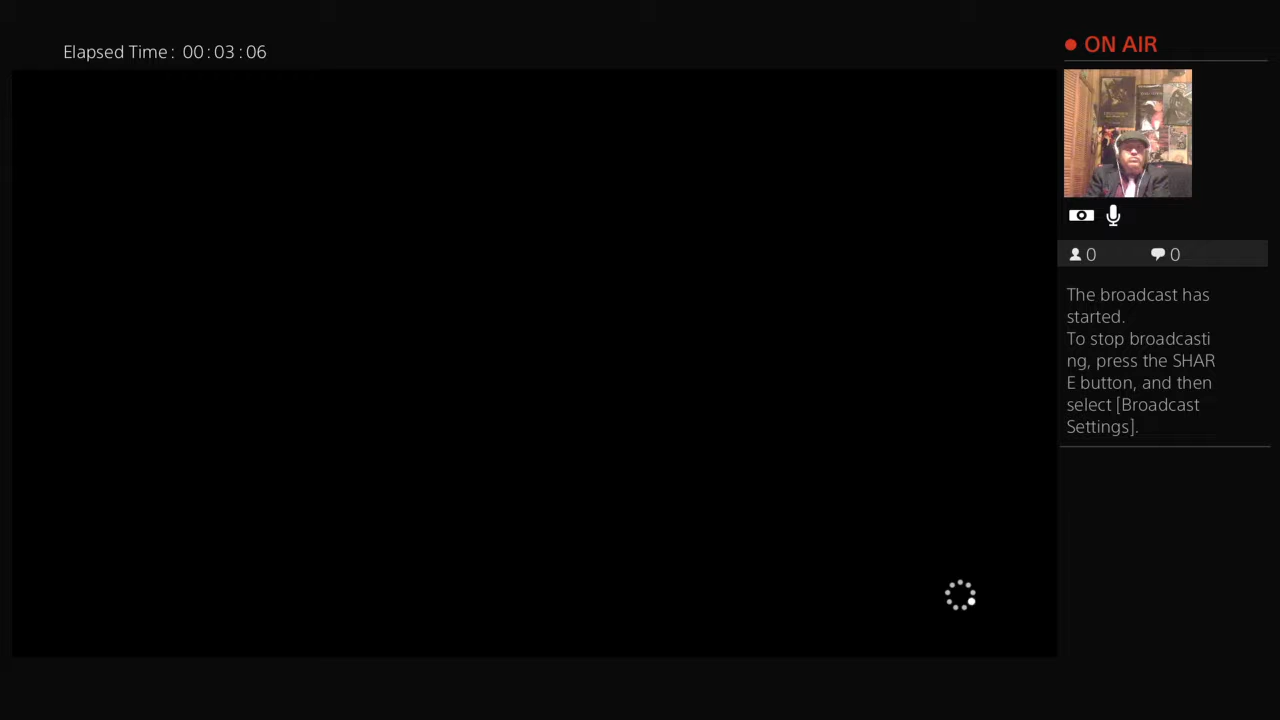 Elapsed Time: 00:03:06
ON AIR
0 0
The broadcast has
started.
To stop broadcasti
ng, press the SHAR
E button, and then
select [Broadcast
Settings].